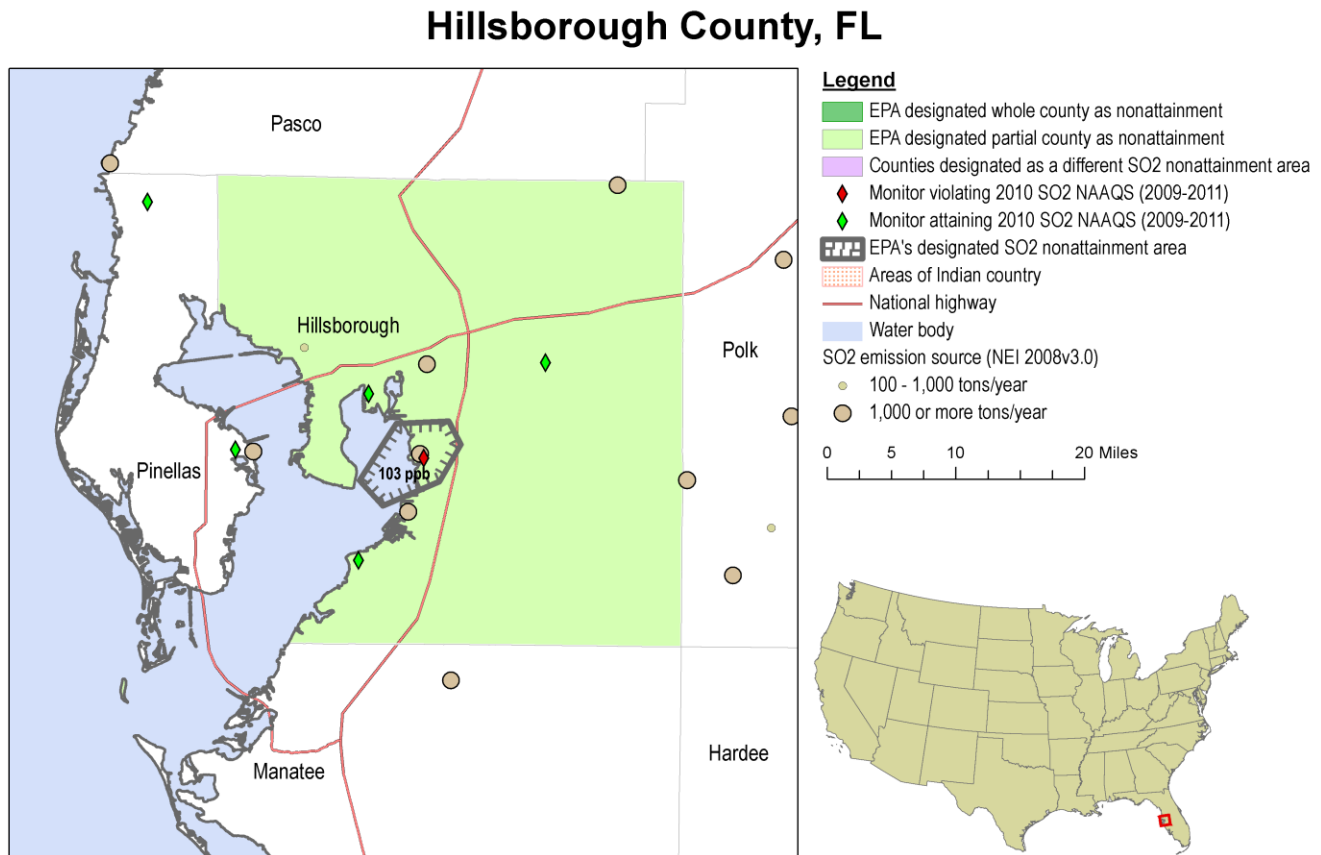 Hillsborough County, FL
Pasco
Hillsborough
Polk
Pinellas
103 ppb
Manatee
Hardee
Legend
EPA designated whole county as nonattainment
EPA designated partial county as nonattainment
Counties designated as a different SO2 nonattainment area
Monitor violating 2010 SO2 NAAQS (2009-2011)
Monitor attaining 2010 SO2 NAAQS (2009-2011)
EPA's designated SO2 nonattainment area
Areas of Indian country
National highway
Water body
SO2 emission source (NEI 2008v3.0)
100 - 1,000 tons/year
1,000 or more tons/year
0 5 10 20 Miles